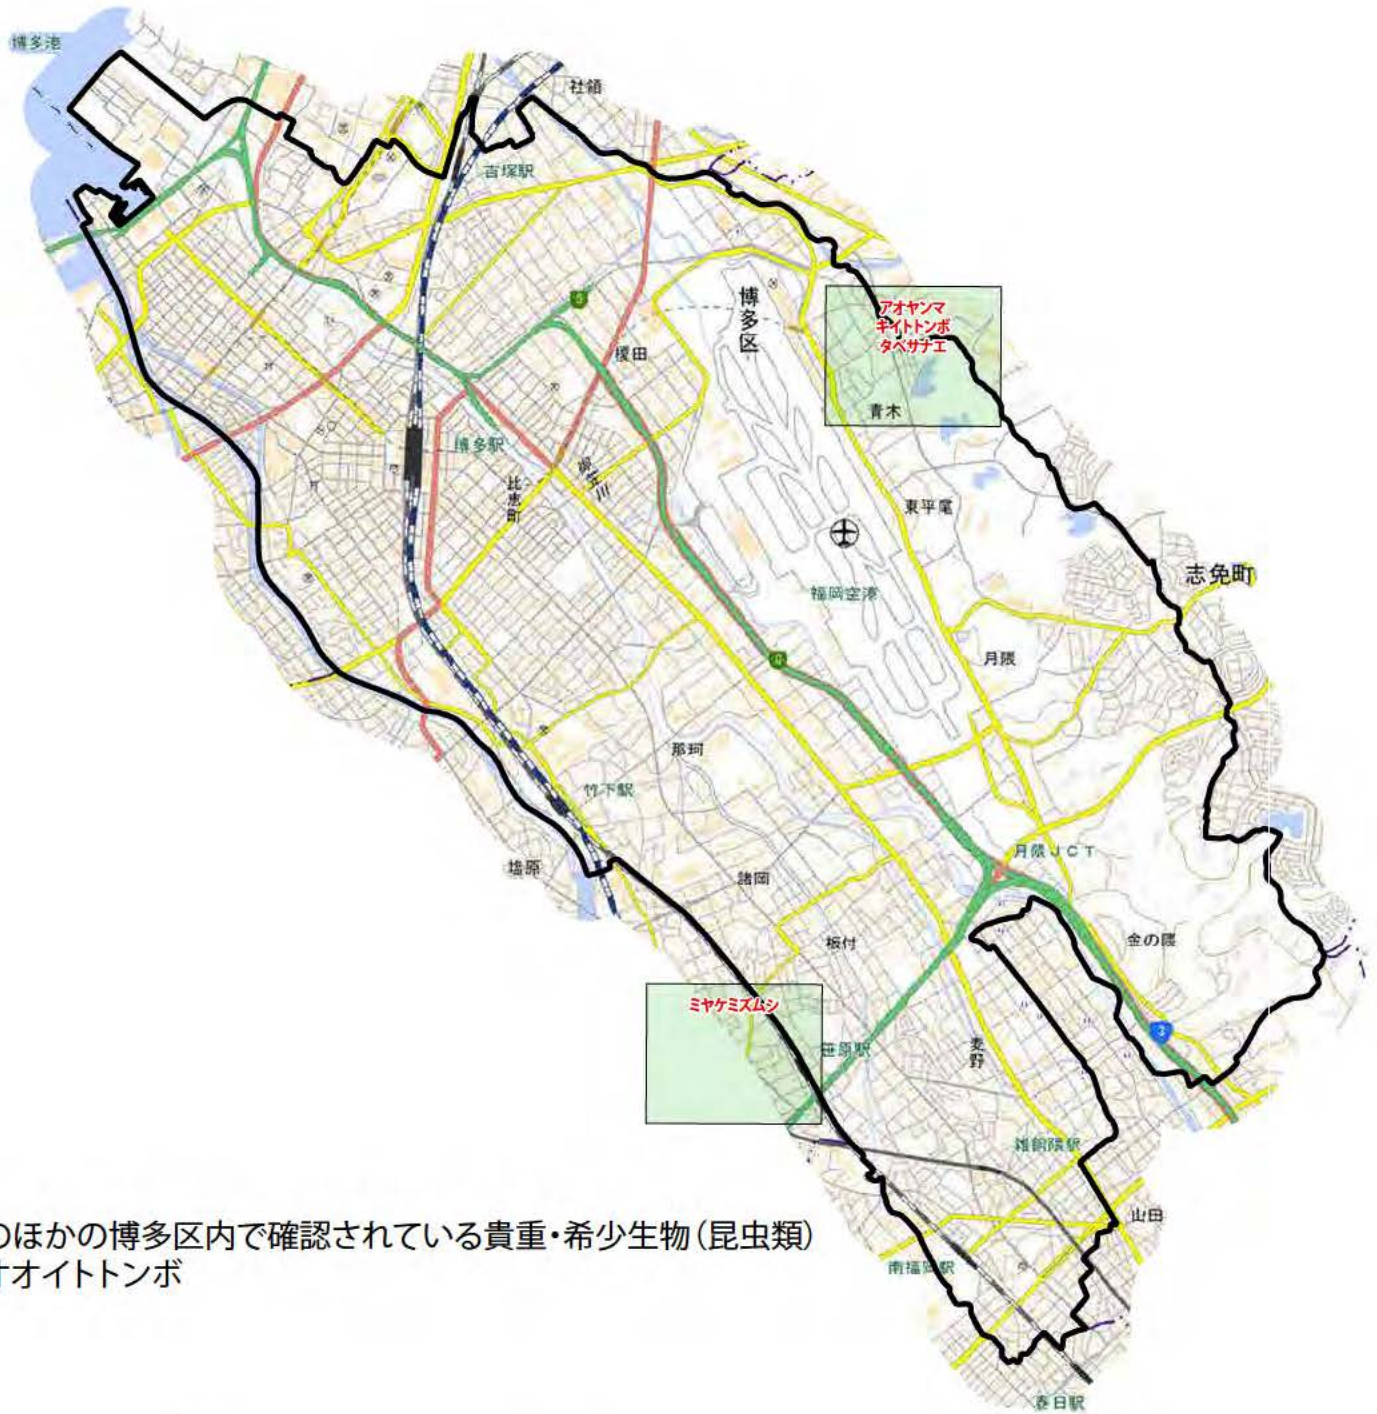 博多港
社領
吉塚駅
博多区
榎田
アオヤンマ
キイトトンボ
タベサナエ
青木
博多駅
比恵町
御笠川
東平尾
志免町
福岡空港
月隈
那珂
竹下駅
月隈JCT
塩原
諸岡
板付
金の隈
ミヤケミズムシ
笹原駅
麦野
3
雑餉隈駅
山田
のほかの博多区内で確認されている貴重・希少生物(昆虫類)
オオイトトンボ
南福岡駅
春日駅